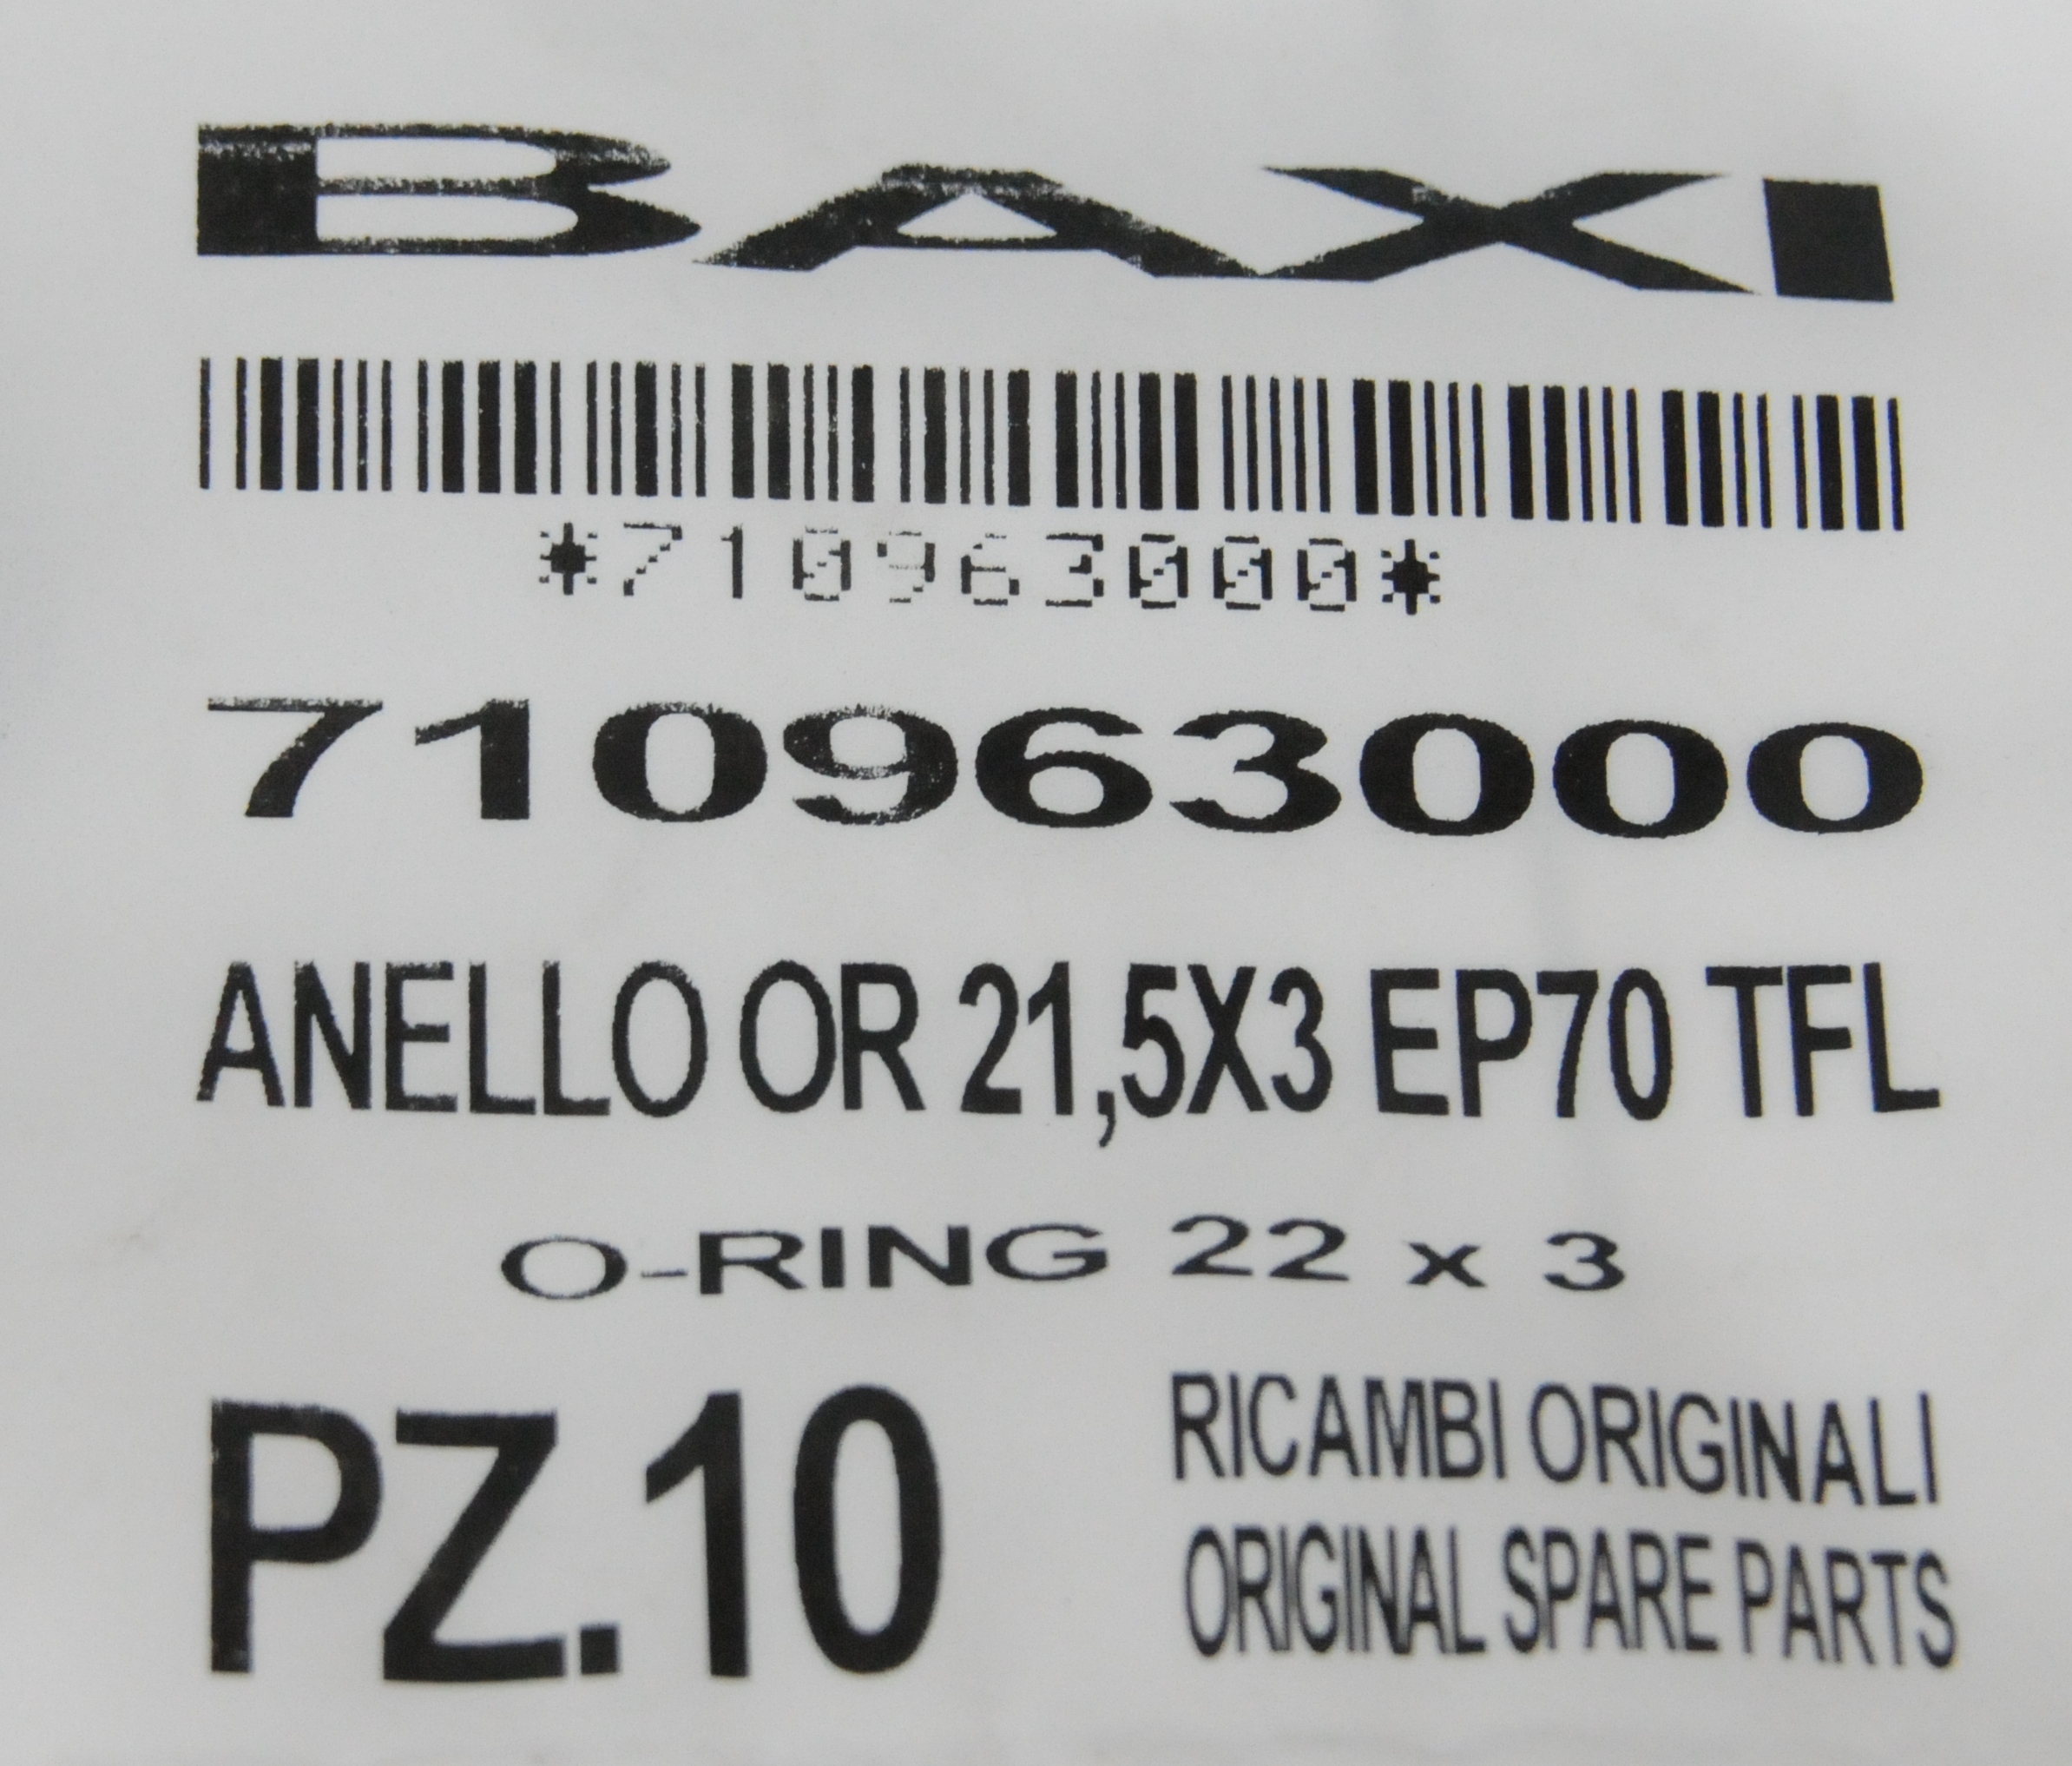 BAXI
*710963000*
710963000
ANELLO OR 21,5X3 EP70 TFL
O-RING 22 x 3
PZ.10
RICAMBI ORIGINALI
ORIGINAL SPARE PARTS